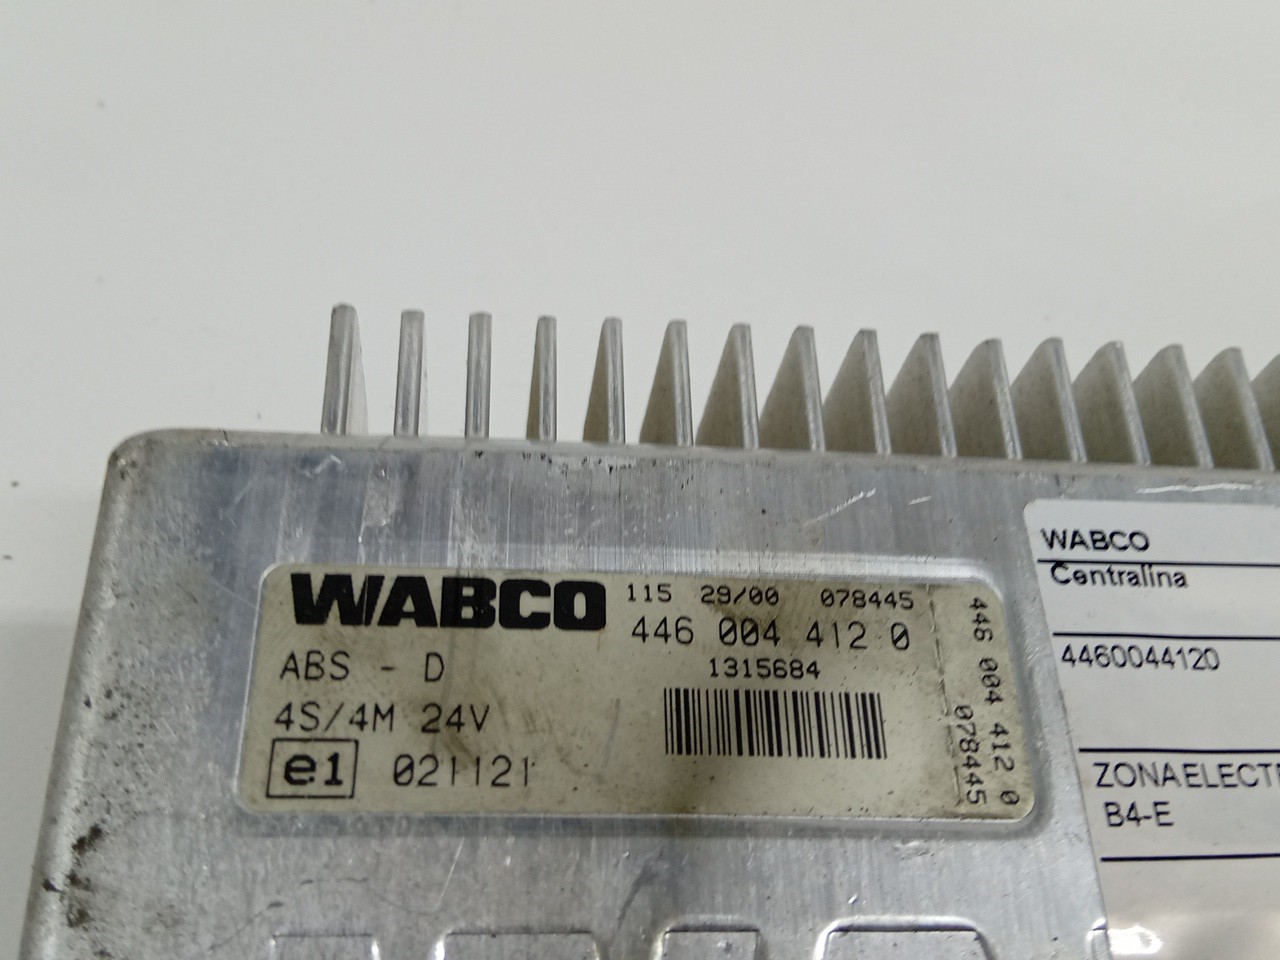 WABCO 115 29/00 078445
446 004 412 0
ABS - D
1315684
4S/4M 24V
e1 021121
446 004 412 0
078445
WABCO
Centralina
4460044120
ZONAELECT
B4-E